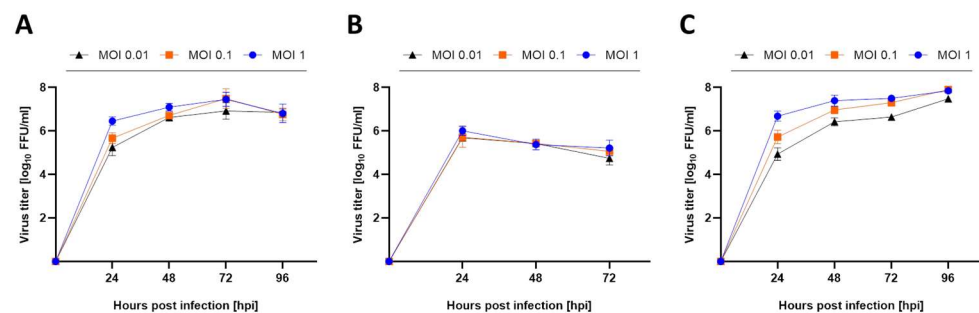 A
MOI 0.01 MOI 0.1 MOI 1
Virus titer [log10 FFU/ml]
8
6
4
2
0
24 48 72 96
Hours post infection [hpi]
B
MOI 0.01 MOI 0.1 MOI 1
Virus titer [log10 FFU/ml]
8
6
4
2
0
24 48 72
Hours post infection [hpi]
C
MOI 0.01 MOI 0.1 MOI 1
Virus titer [log10 FFU/ml]
8
6
4
2
0
24 48 72 96
Hours post infection [hpi]